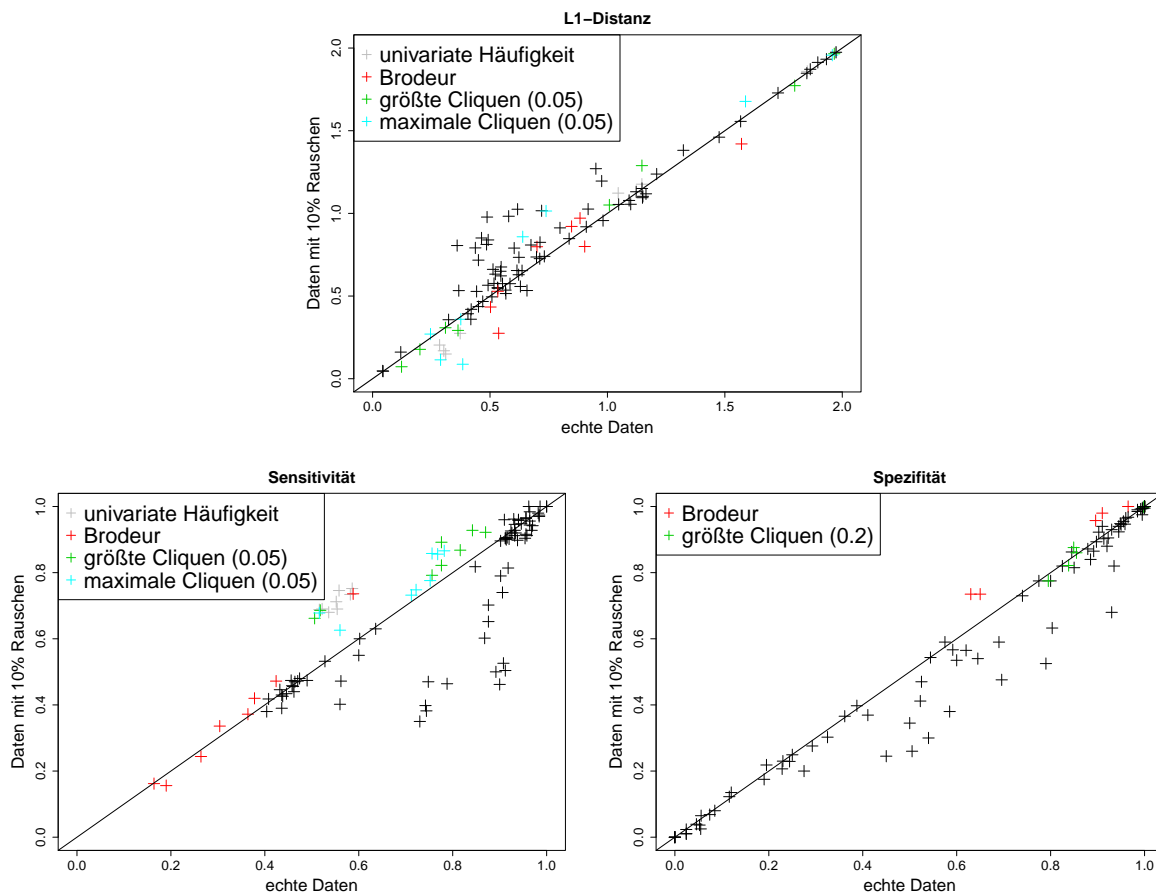 L1−Distanz
univariate Häufigkeit
Brodeur
größte Cliquen (0.05)
maximale Cliquen (0.05)
Daten mit 10% Rauschen
0.0 0.5 1.0 1.5 2.0
0.0 0.5 1.0 1.5 2.0
echte Daten
Sensitivität
univariate Häufigkeit
Brodeur
größte Cliquen (0.05)
maximale Cliquen (0.05)
Daten mit 10% Rauschen
0.0 0.2 0.4 0.6 0.8 1.0
0.0 0.2 0.4 0.6 0.8 1.0
echte Daten
Spezifität
Brodeur
größte Cliquen (0.2)
Daten mit 10% Rauschen
0.0 0.2 0.4 0.6 0.8 1.0
0.0 0.2 0.4 0.6 0.8 1.0
echte Daten